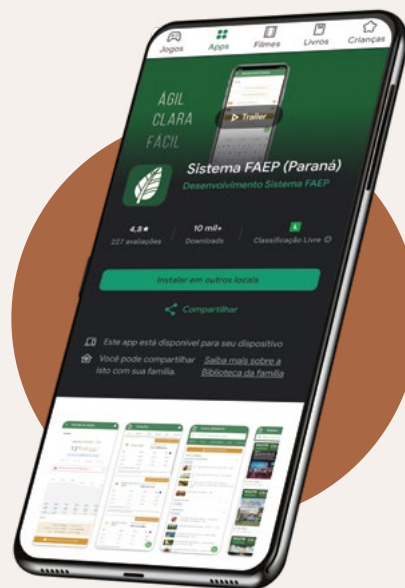 Jogos
Apps
Filmes
Livros
Crianças
ÁGIL
CLARA
FÁCIL
Trailer
Sistema FAEP (Paraná)
Desenvolvimento Sistema FAEP
4,8★
10 mil+
L
227 avaliações
Downloads
Classificação Livre
Instalar em outros locais
Compartilhar
Este app está disponível para seu dispositivo
Você pode compartilhar Saiba mais sobre a
isto com sua família. Biblioteca da família